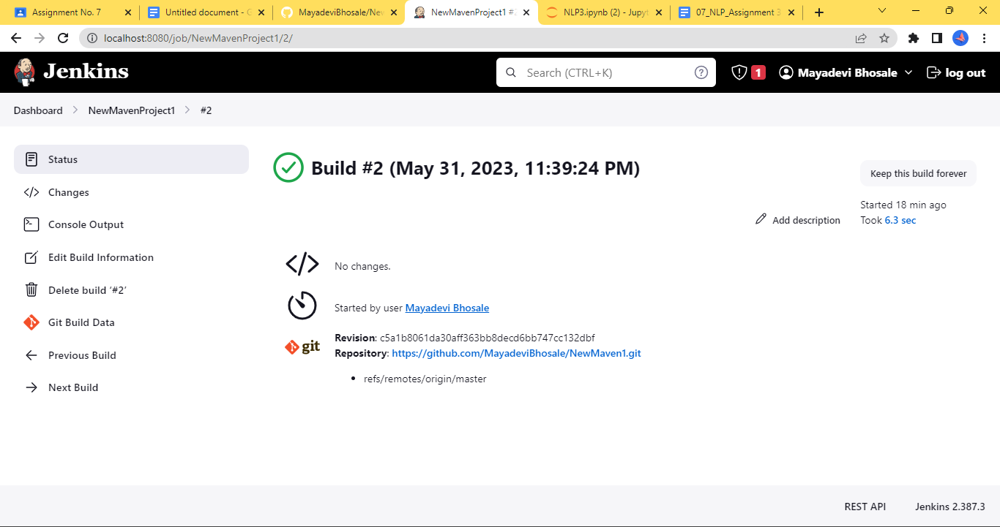 Assignment No. 7
Untitled document - G
MayadeviBhosale/New
NewMavenProject1 #2
NLP3.ipynb (2) - Jupyt
07_NLP_Assignment 3
localhost:8080/job/NewMavenProject1/2/
Jenkins
Search (CTRL+K)
?
1
Mayadevi Bhosale
log out
Dashboard
NewMavenProject1
#2
Status
Changes
Console Output
Edit Build Information
Delete build ‘#2’
Git Build Data
Previous Build
Next Build
Build #2 (May 31, 2023, 11:39:24 PM)
Keep this build forever
Started 18 min ago
Took 6.3 sec
Add description
No changes.
Started by user Mayadevi Bhosale
git
Revision: c5a1b8061da30aff363bb8decd6bb747cc132dbf
Repository: https://github.com/MayadeviBhosale/NewMaven1.git
• refs/remotes/origin/master
REST API
Jenkins 2.387.3